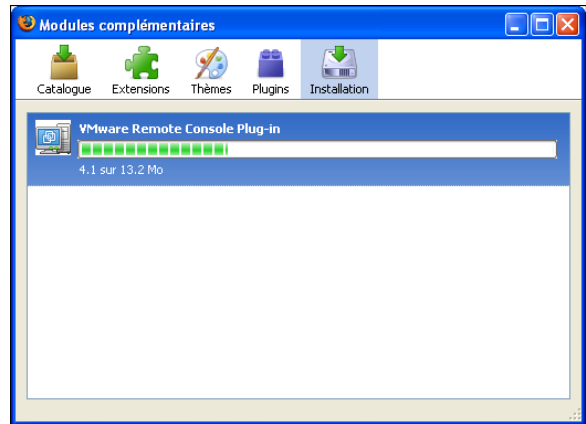 Modules complémentaires
Catalogue Extensions Thèmes Plugins Installation
VMware Remote Console Plug-in
4.1 sur 13.2 Mo